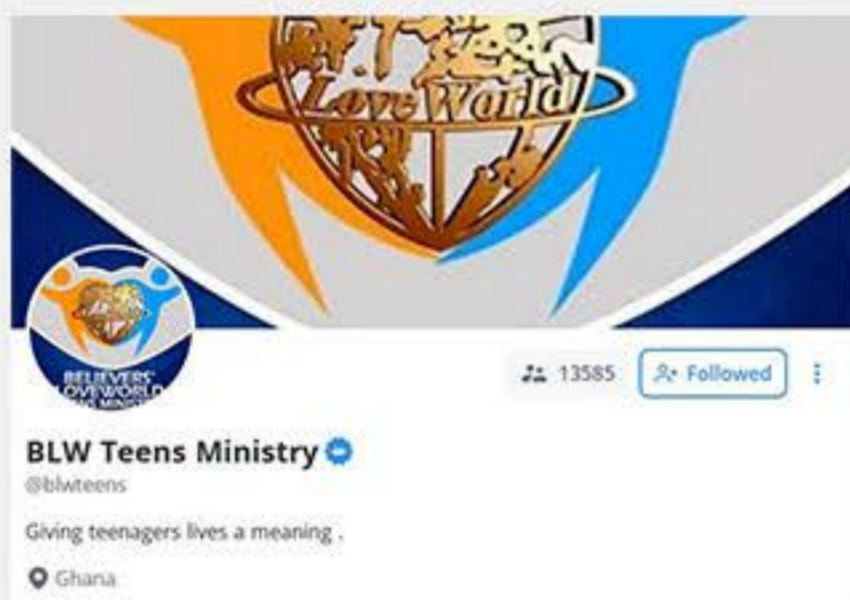 LoveWorld
BELIEVERS'
LOVEWORLD
13585
Followed
BLW Teens Ministry
@blwteens
Giving teenagers lives a meaning .
Ghana